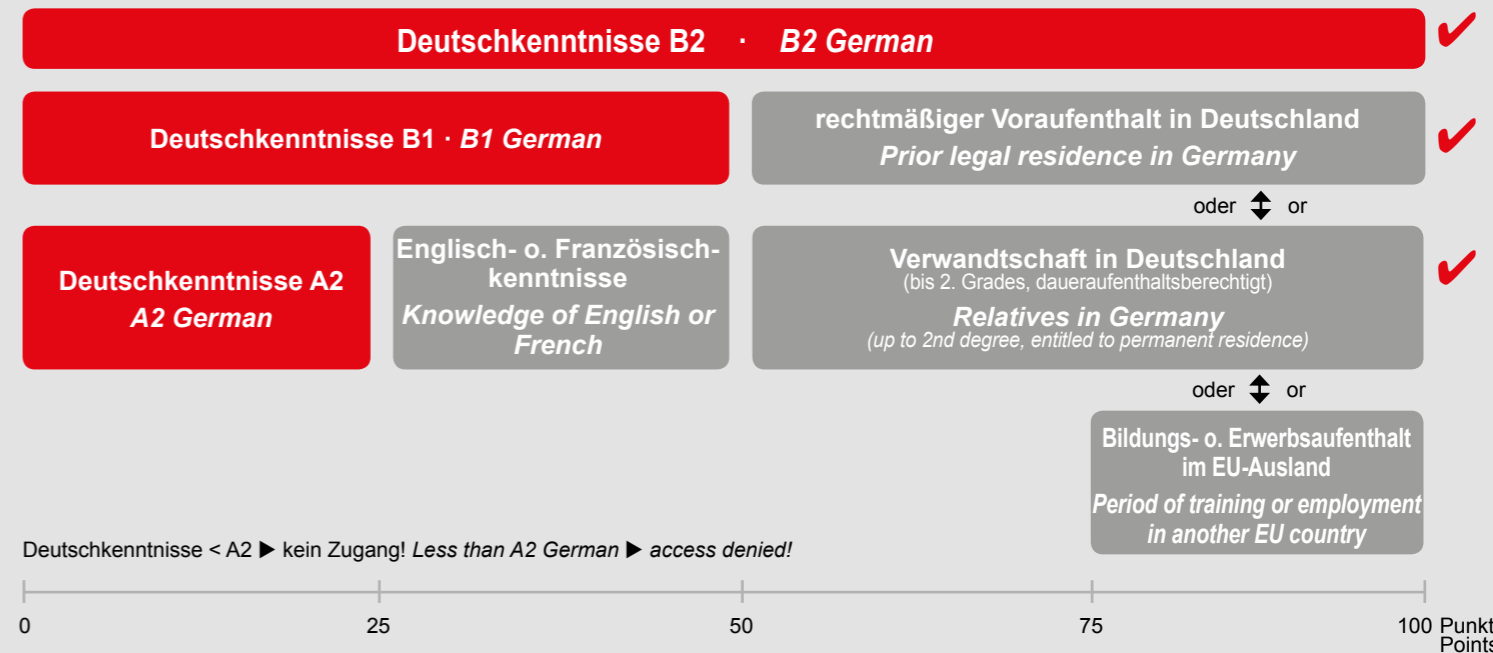 Deutschkenntnisse B2 · B2 German
Deutschkenntnisse B1 · B1 German
rechtmäßiger Voraufenthalt in Deutschland
Prior legal residence in Germany
oder or
Deutschkenntnisse A2
A2 German
Englisch- o. Französisch-
kenntnisse
Knowledge of English or
French
Verwandtschaft in Deutschland
(bis 2. Grades, daueraufenthaltsberechtigt)
Relatives in Germany
(up to 2nd degree, entitled to permanent residence)
oder or
Bildungs- o. Erwerbsaufenthalt
im EU-Ausland
Period of training or employment
in another EU country
Deutschkenntnisse < A2 ▶ kein Zugang! Less than A2 German ▶ access denied!
0 25 50 75 100 Punkt
Points